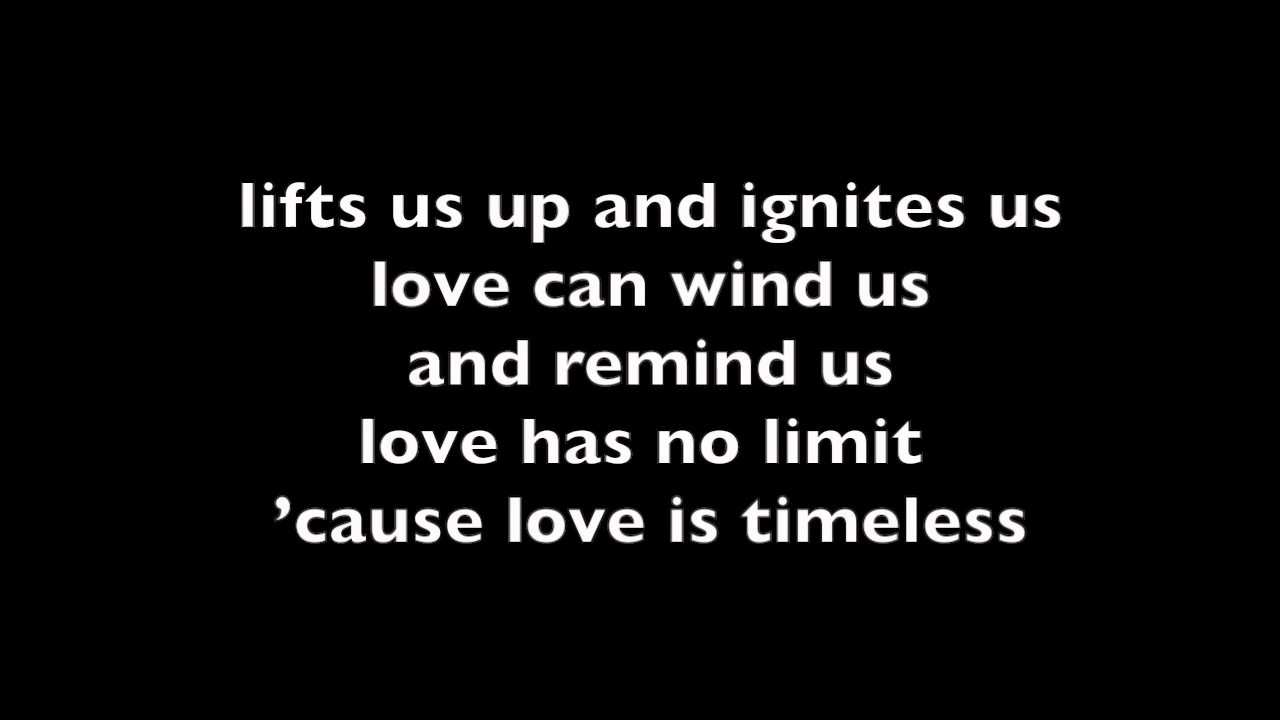 lifts us up and ignites us
love can wind us
and remind us
love has no limit
’cause love is timeless